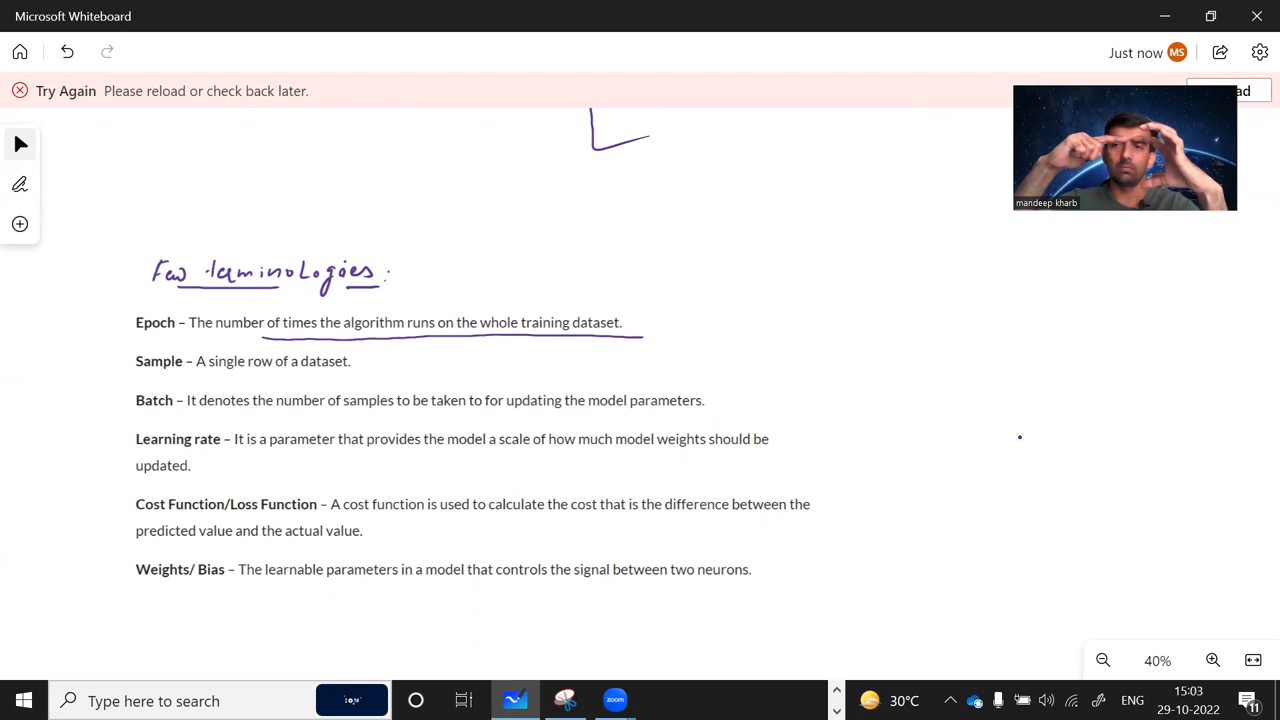 Microsoft Whiteboard
Just now MS
Try Again Please reload or check back later.
mandeep kharb
Few terminologies:
Epoch – The number of times the algorithm runs on the whole training dataset.
Sample – A single row of a dataset.
Batch – It denotes the number of samples to be taken to for updating the model parameters.
Learning rate – It is a parameter that provides the model a scale of how much model weights should be
updated.
Cost Function/Loss Function – A cost function is used to calculate the cost that is the difference between the
predicted value and the actual value.
Weights/ Bias – The learnable parameters in a model that controls the signal between two neurons.
40%
Type here to search
zoom
30°C
ENG
15:03
29-10-2022
11